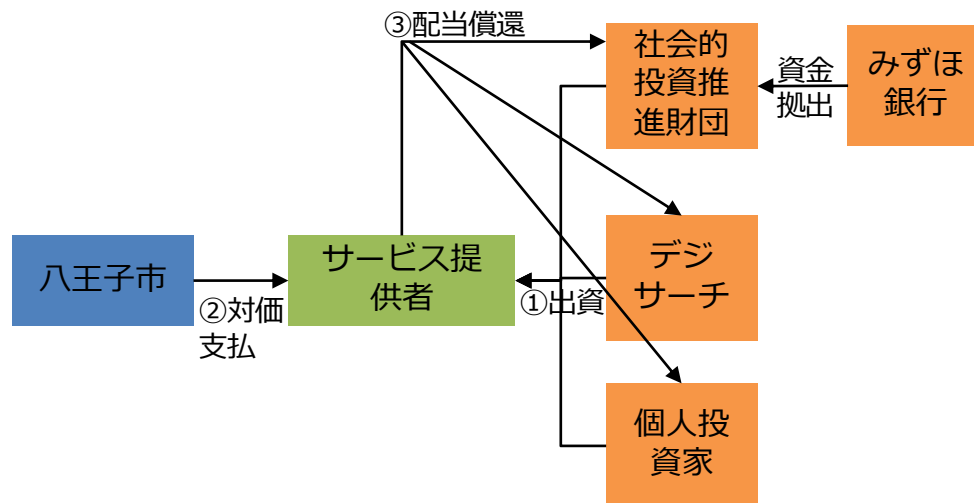 ③配当償還
社会的
投資推
進財団
資金
拠出
みずほ
銀行
八王子市
②対価
支払
サービス提
供者
①出資
デジ
サーチ
個人投
資家